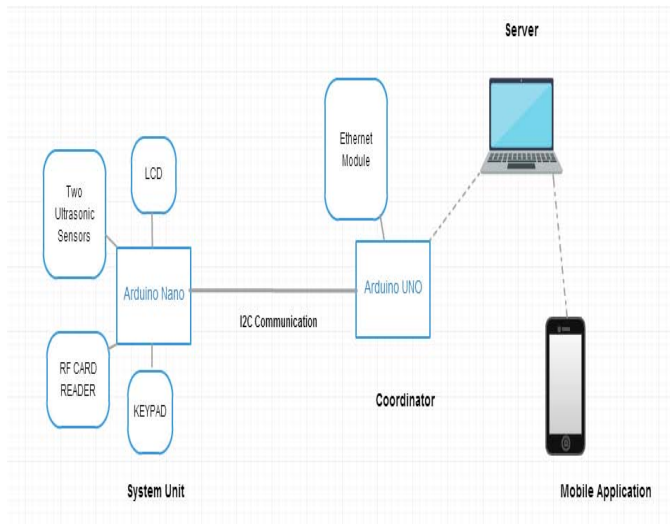 Server
Ethernet
Module
LCD
Two
Ultrasonic
Sensors
Arduino Nano
Arduino UNO
I2C Communication
RF CARD
READER
KEYPAD
Coordinator
System Unit
Mobile Application